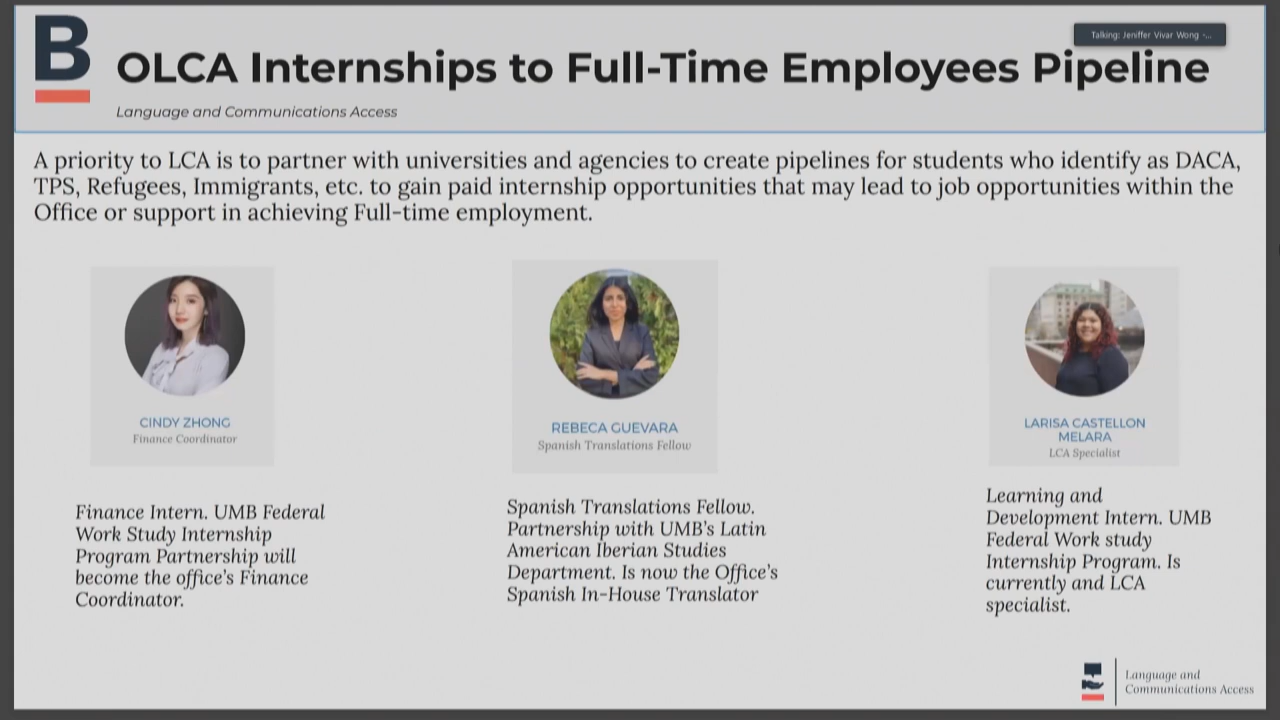 Talking: Jeniffer Vivar Wong -...
B
OLCA Internships to Full-Time Employees Pipeline
Language and Communications Access
A priority to LCA is to partner with universities and agencies to create pipelines for students who identify as DACA,
TPS, Refugees, Immigrants, etc. to gain paid internship opportunities that may lead to job opportunities within the
Office or support in achieving Full-time employment.
CINDY ZHONG
Finance Coordinator
Finance Intern. UMB Federal
Work Study Internship
Program Partnership will
become the office's Finance
Coordinator.
REBECA GUEVARA
Spanish Translations Fellow
Spanish Translations Fellow.
Partnership with UMB's Latin
American Iberian Studies
Department. Is now the Office's
Spanish In-House Translator
LARISA CASTELLON
MELARA
LCA Specialist
Learning and
Development Intern. UMB
Federal Work study
Internship Program. Is
currently and LCA
specialist.
Language and
Communications Access